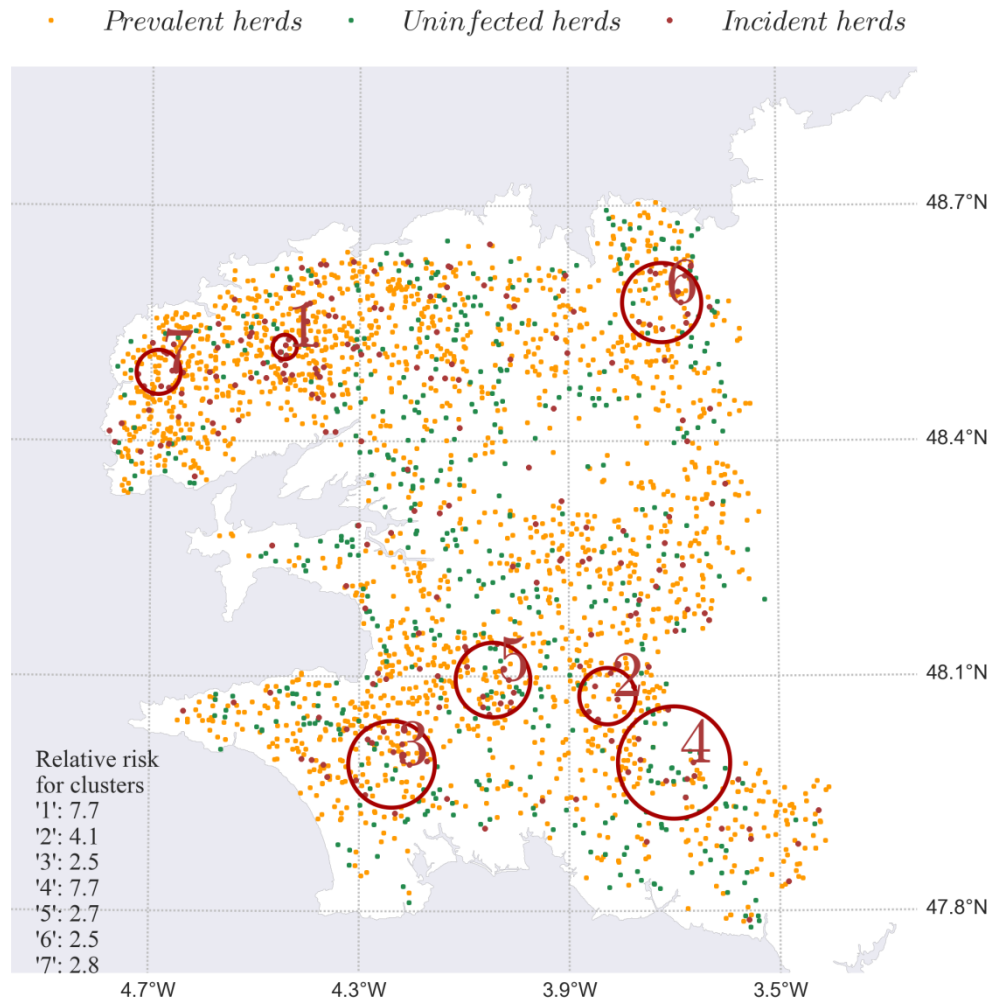 Prevalent herds Uninfected herds Incident herds
48.7°N
6
1
7
48.4°N
5
2
48.1°N
4
3
Relative risk
for clusters
'1': 7.7
'2': 4.1
'3': 2.5
'4': 7.7
'5': 2.7
'6': 2.5
'7': 2.8
47.8°N
4.7°W 4.3°W 3.9°W 3.5°W